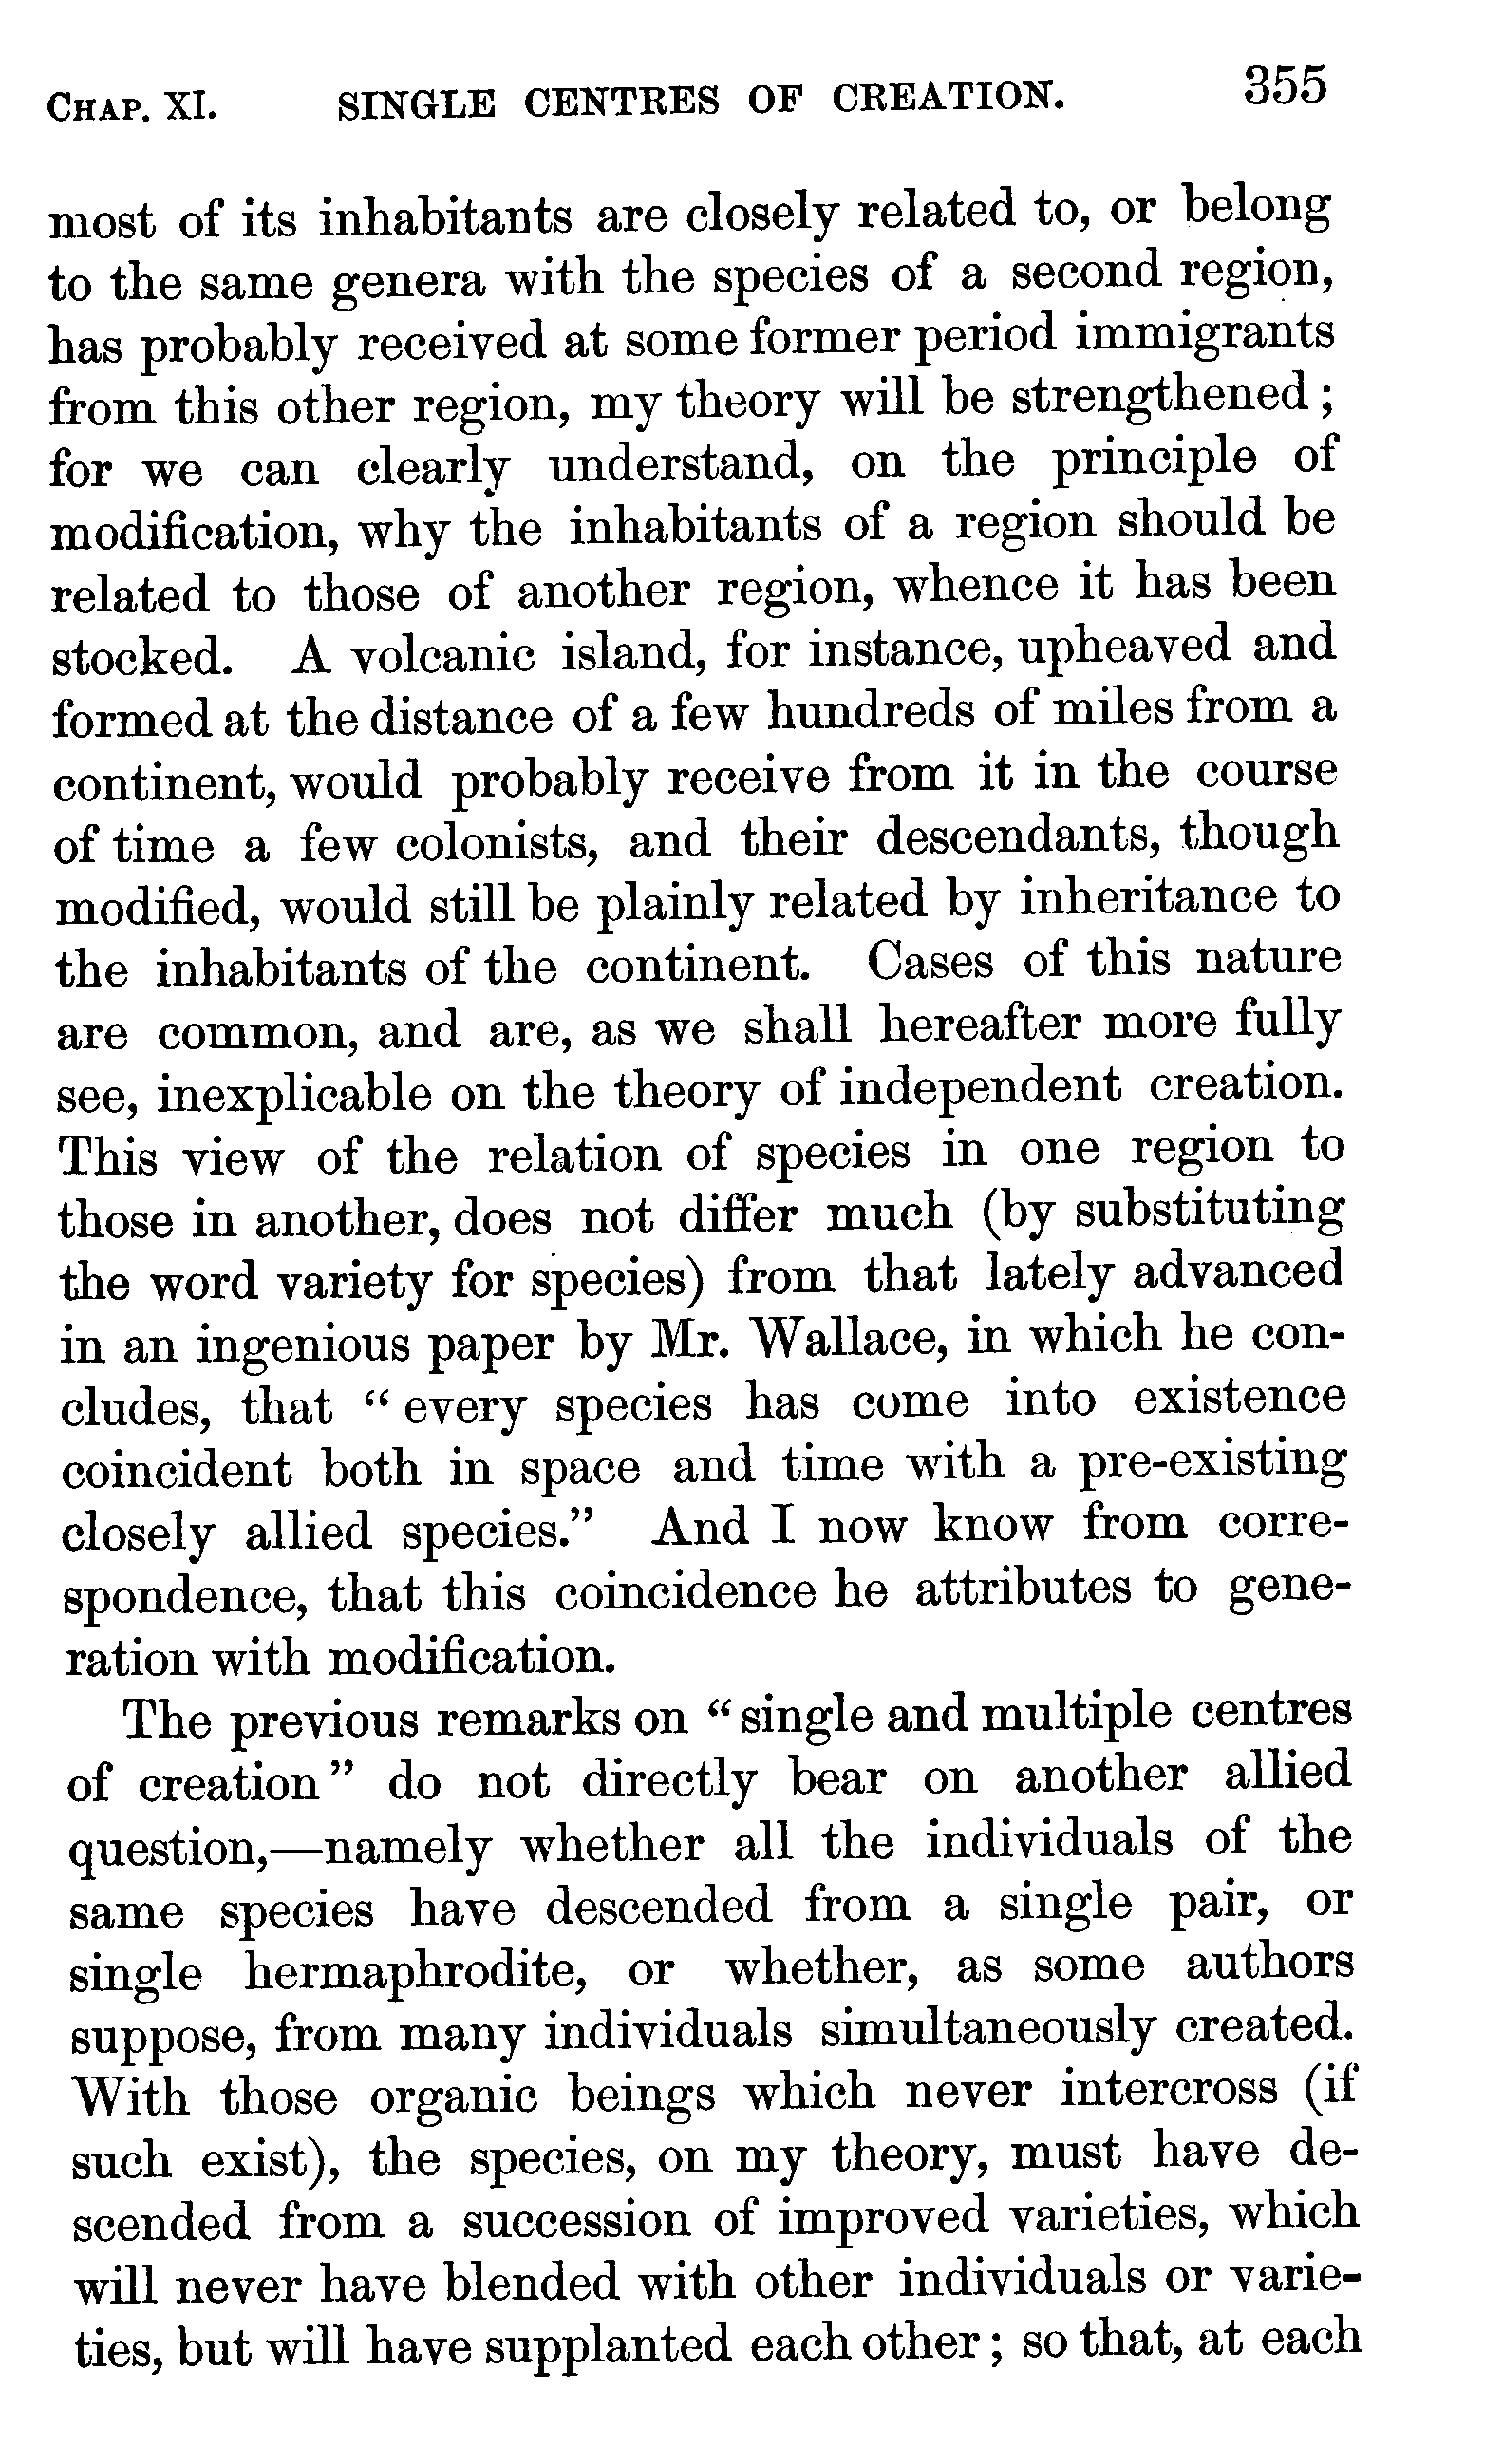 CHAP. XI. SINGLE CENTRES OF CREATION. 355
most of its inhabitants are closely related to, or belong
to the same genera with the species of a second region,
has probably received at some former period immigrants
from this other region, my theory will be strengthened;
for we can clearly understand, on the principle of
modification, why the inhabitants of a region should be
related to those of another region, whence it has been
stocked. A volcanic island, for instance, upheaved and
formed at the distance of a few hundreds of miles from a
continent, would probably receive from it in the course
of time a few colonists, and their descendants, though
modified, would still be plainly related by inheritance to
the inhabitants of the continent. Cases of this nature
are common, and are, as we shall hereafter more fully
see, inexplicable on the theory of independent creation.
This view of the relation of species in one region to
those in another, does not differ much (by substituting
the word variety for species) from that lately advanced
in an ingenious paper by Mr. Wallace, in which he con-
cludes, that “every species has come into existence
coincident both in space and time with a pre-existing
closely allied species.” And I now know from corre-
spondence, that this coincidence he attributes to gene-
ration with modification.
The previous remarks on “single and multiple centres
of creation” do not directly bear on another allied
question,—namely whether all the individuals of the
same species have descended from a single pair, or
single hermaphrodite, or whether, as some authors
suppose, from many individuals simultaneously created.
With those organic beings which never intercross (if
such exist), the species, on my theory, must have de-
scended from a succession of improved varieties, which
will never have blended with other individuals or varie-
ties, but will have supplanted each other; so that, at each